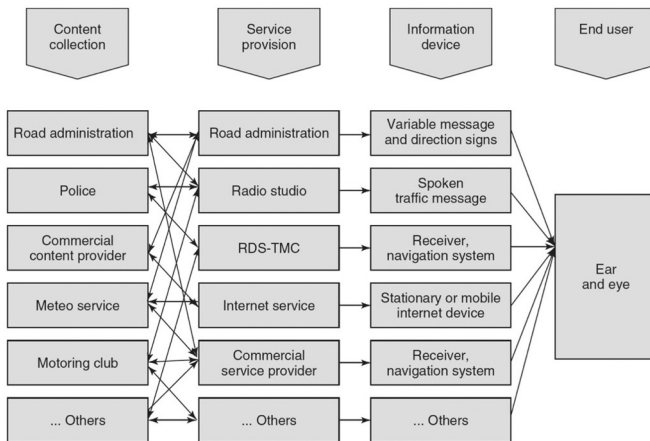 Content
collection
Service
provision
Information
device
End user
Road administration
Road administration
Variable message
and direction signs
Police
Radio studio
Spoken
traffic message
Commercial
content provider
RDS-TMC
Receiver,
navigation system
Ear
and eye
Meteo service
Internet service
Stationary or mobile
internet device
Motoring club
Commercial
service provider
Receiver,
navigation system
... Others
... Others
... Others